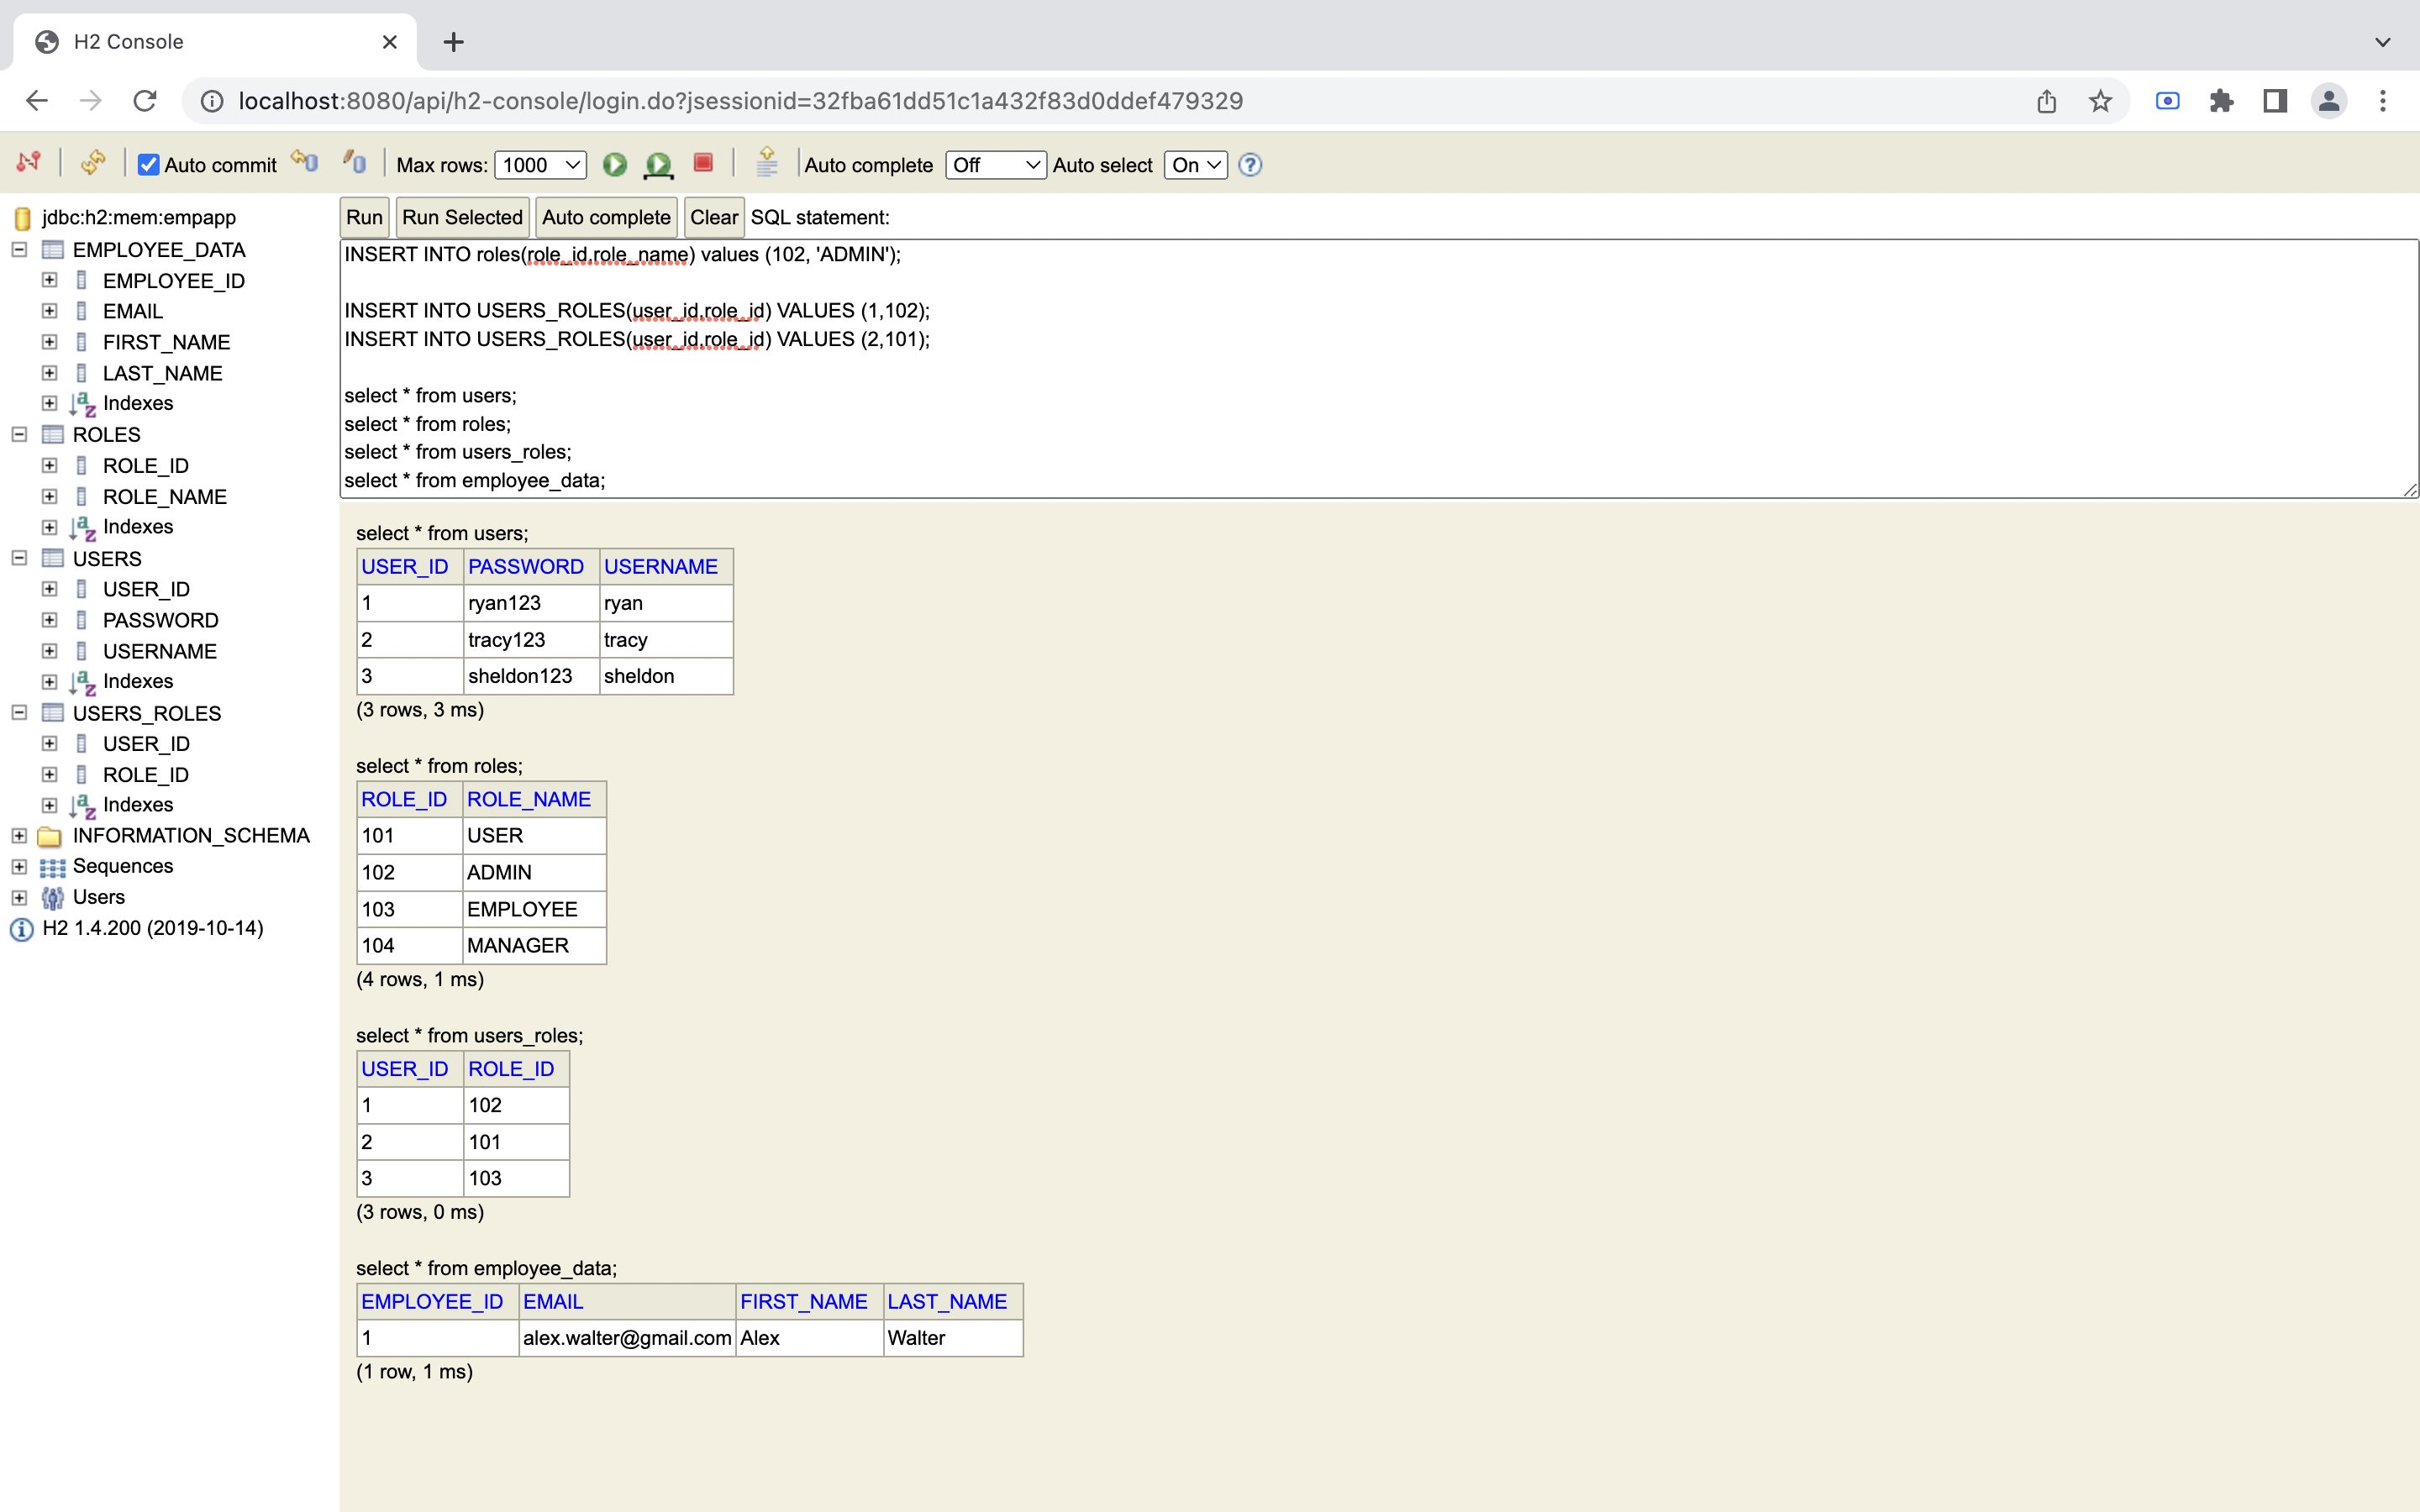 H2 Console
localhost:8080/api/h2-console/login.do?jsessionid=32fba61dd51c1a432f83d0ddef479329
Auto commit Max rows: 1000 Auto complete Off Auto select On
jdbc:h2:mem:empapp
EMPLOYEE_DATA
EMPLOYEE_ID
EMAIL
FIRST_NAME
LAST_NAME
Indexes
ROLES
ROLE_ID
ROLE_NAME
Indexes
USERS
USER_ID
PASSWORD
USERNAME
Indexes
USERS_ROLES
USER_ID
ROLE_ID
Indexes
INFORMATION_SCHEMA
Sequences
Users
H2 1.4.200 (2019-10-14)
Run Run Selected Auto complete Clear SQL statement:
INSERT INTO roles(role_id,role_name) values (102, 'ADMIN');
INSERT INTO USERS_ROLES(user_id,role_id) VALUES (1,102);
INSERT INTO USERS_ROLES(user_id,role_id) VALUES (2,101);
select * from users;
select * from roles;
select * from users_roles;
select * from employee_data;
select * from users;
USER_ID PASSWORD USERNAME
1 ryan123 ryan
2 tracy123 tracy
3 sheldon123 sheldon
(3 rows, 3 ms)
select * from roles;
ROLE_ID ROLE_NAME
101 USER
102 ADMIN
103 EMPLOYEE
104 MANAGER
(4 rows, 1 ms)
select * from users_roles;
USER_ID ROLE_ID
1 102
2 101
3 103
(3 rows, 0 ms)
select * from employee_data;
EMPLOYEE_ID EMAIL FIRST_NAME LAST_NAME
1 alex.walter@gmail.com Alex Walter
(1 row, 1 ms)